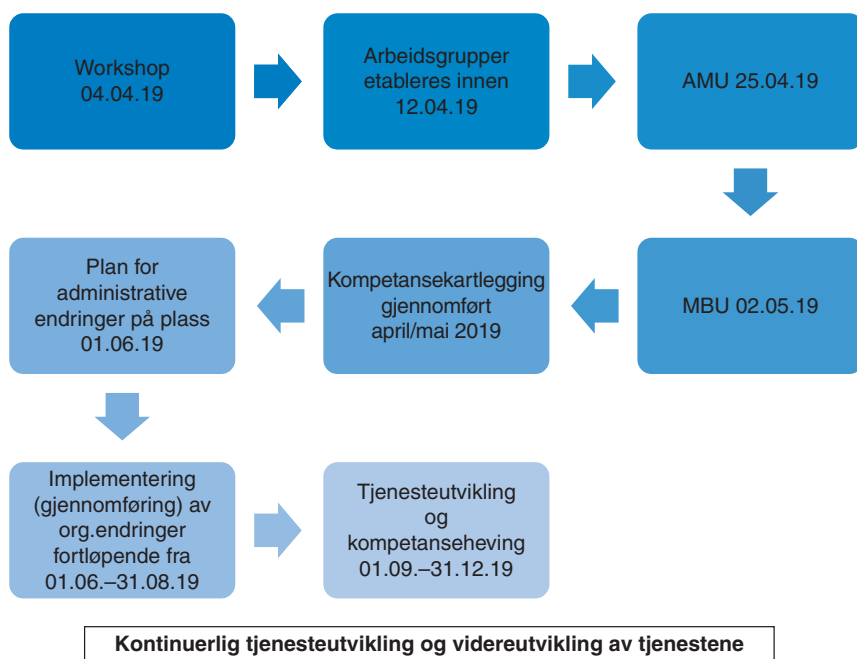 Workshop
04.04.19
Arbeidsgrupper
etableres innen
12.04.19
AMU 25.04.19
MBU 02.05.19
Kompetansekartlegging
gjennomført
april/mai 2019
Plan for
administrative
endringer på plass
01.06.19
Implementering
(gjennomføring) av
org.endringer
fortløpende fra
01.06.–31.08.19
Tjenesteutvikling
og
kompetanseheving
01.09.–31.12.19
Kontinuerlig tjenesteutvikling og videreutvikling av tjenestene